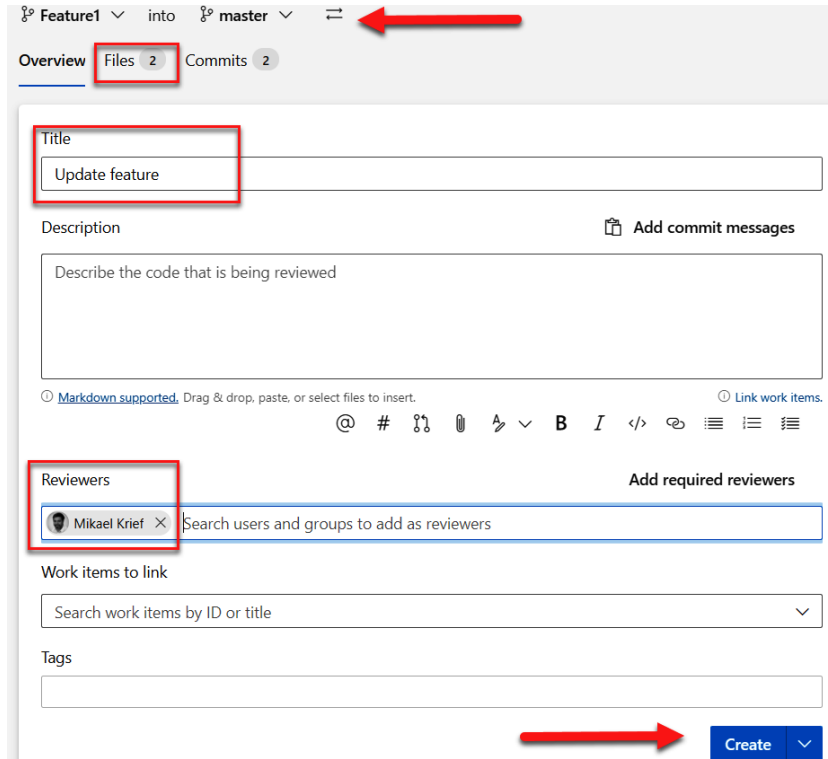 Feature1 into master
Overview Files 2 Commits 2
Title
Update feature
Description Add commit messages
Describe the code that is being reviewed
Markdown supported. Drag & drop, paste, or select files to insert. Link work items.
@ # B I </>
Reviewers Add required reviewers
Mikael Krief Search users and groups to add as reviewers
Work items to link
Search work items by ID or title
Tags
Create